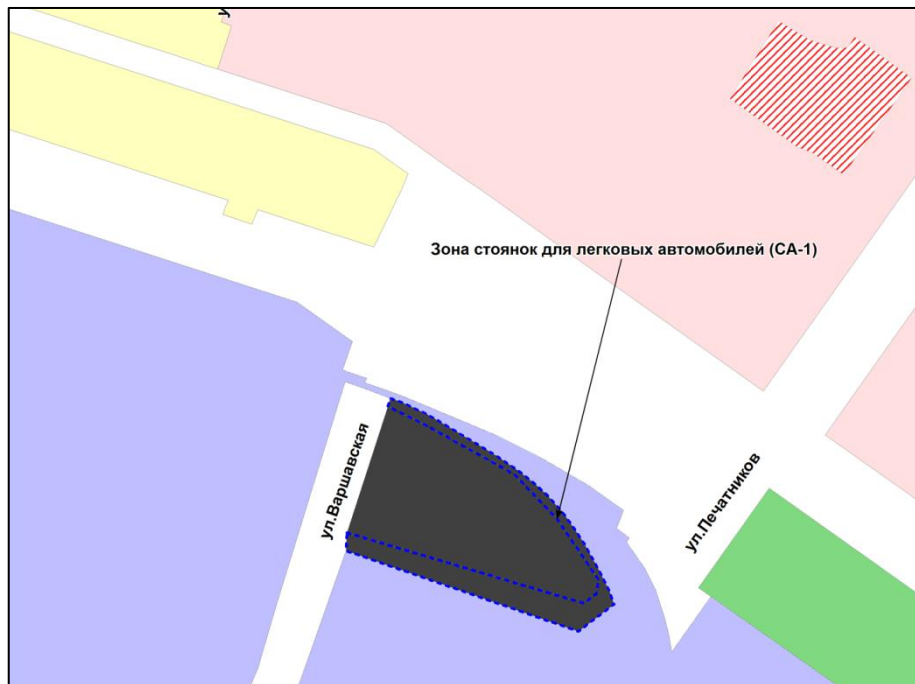 Зона стоянок для легковых автомобилей (СА-1)
ул.Варшавская
ул.Печатников